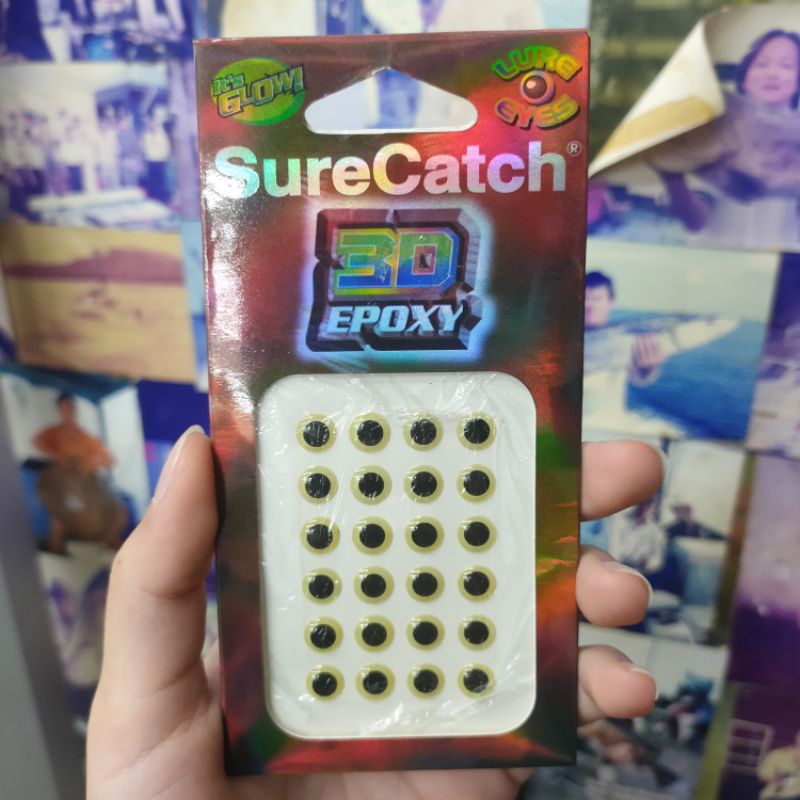 It's
GLOW!
LURE
EYES
SureCatch®
3D
EPOXY